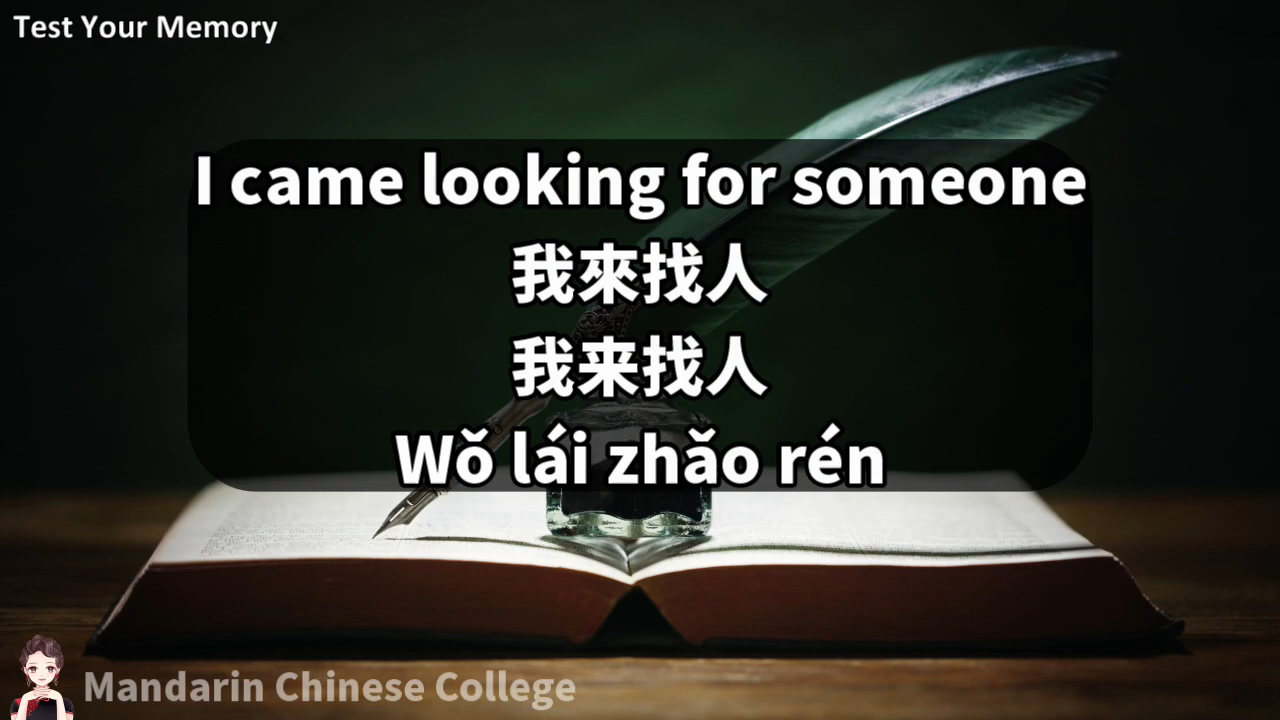 Test Your Memory
I came looking for someone
我來找人
我来找人
Wǒ lái zhǎo rén
Mandarin Chinese College